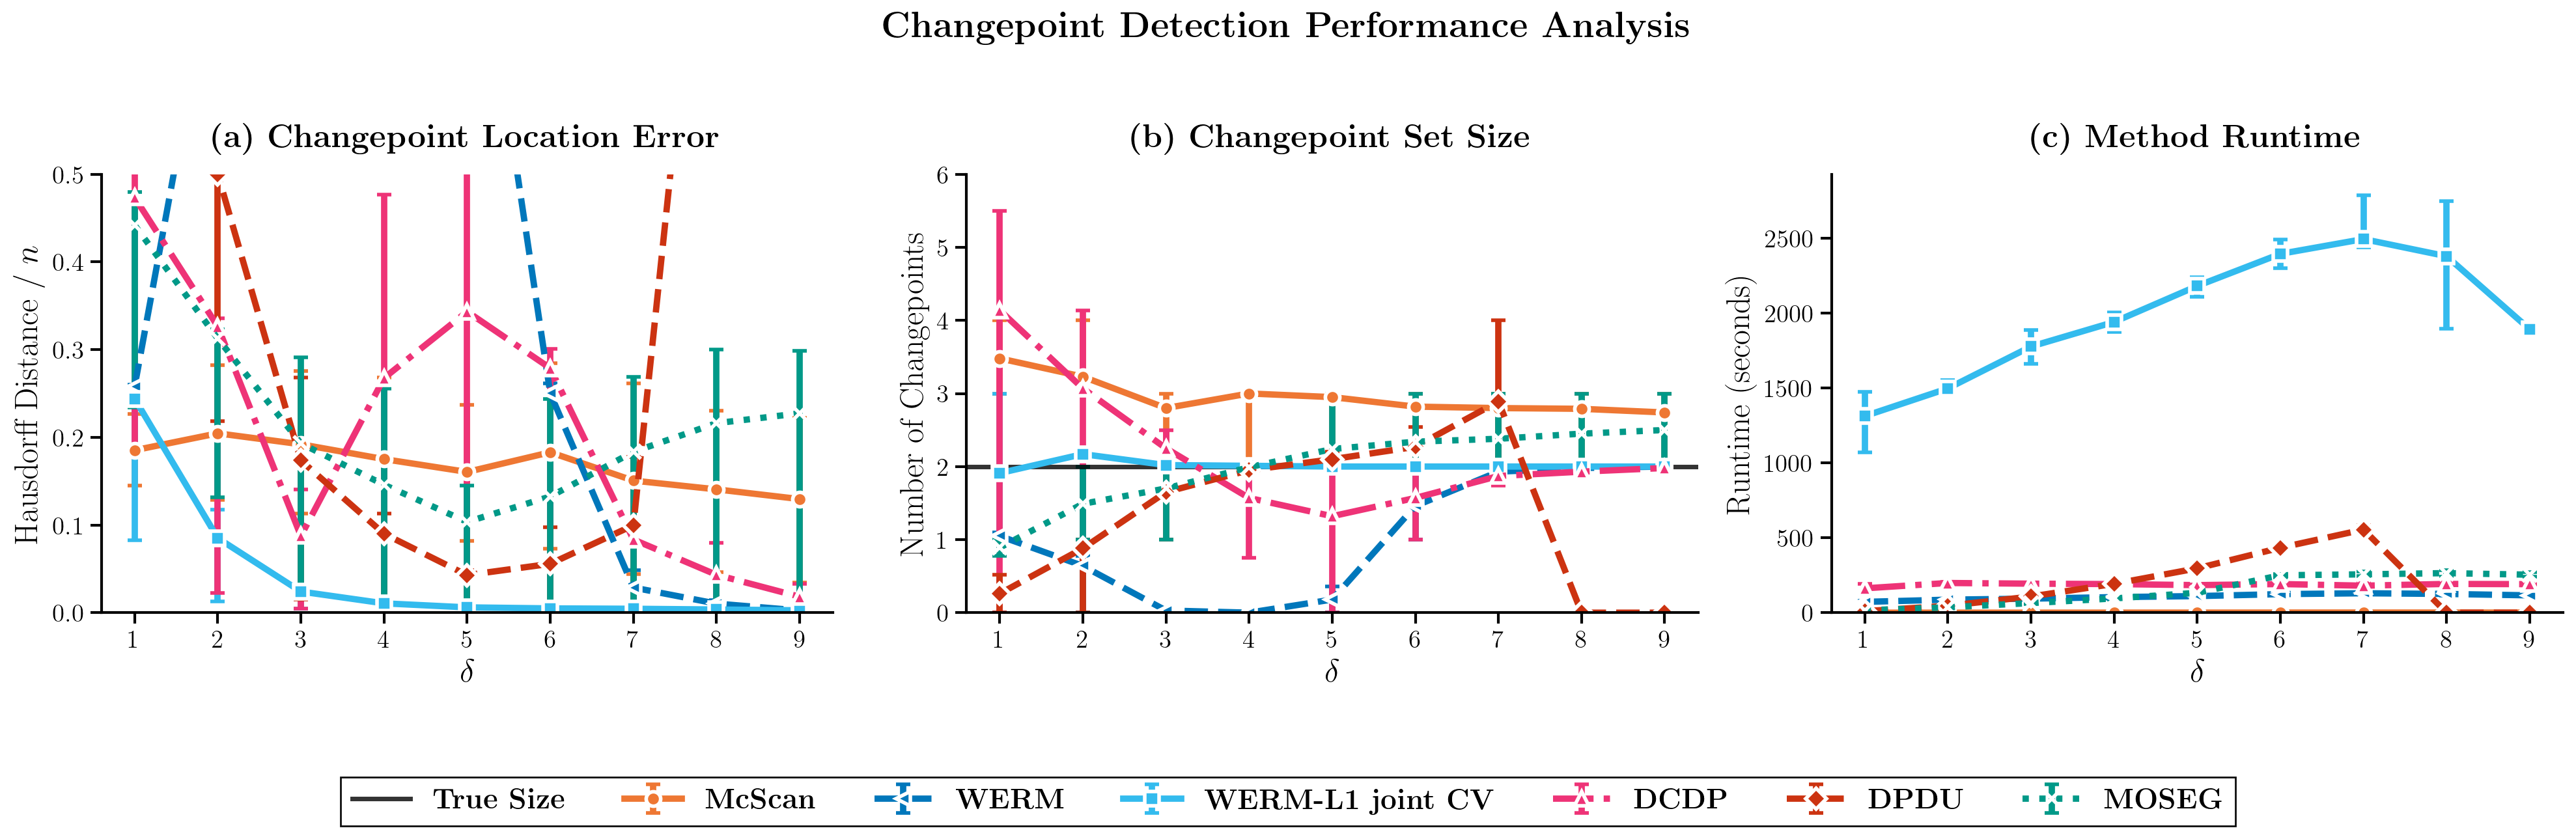 Changepoint Detection Performance Analysis
(a) Changepoint Location Error
Hausdorff Distance / n
0.5
0.4
0.3
0.2
0.1
0.0
1 2 3 4 5 6 7 8 9
δ
(b) Changepoint Set Size
Number of Changepoints
6
5
4
3
2
1
0
1 2 3 4 5 6 7 8 9
δ
(c) Method Runtime
Runtime (seconds)
2500
2000
1500
1000
500
0
1 2 3 4 5 6 7 8 9
δ
True Size McScan WERM WERM-L1 joint CV DCDP DPDU MOSEG